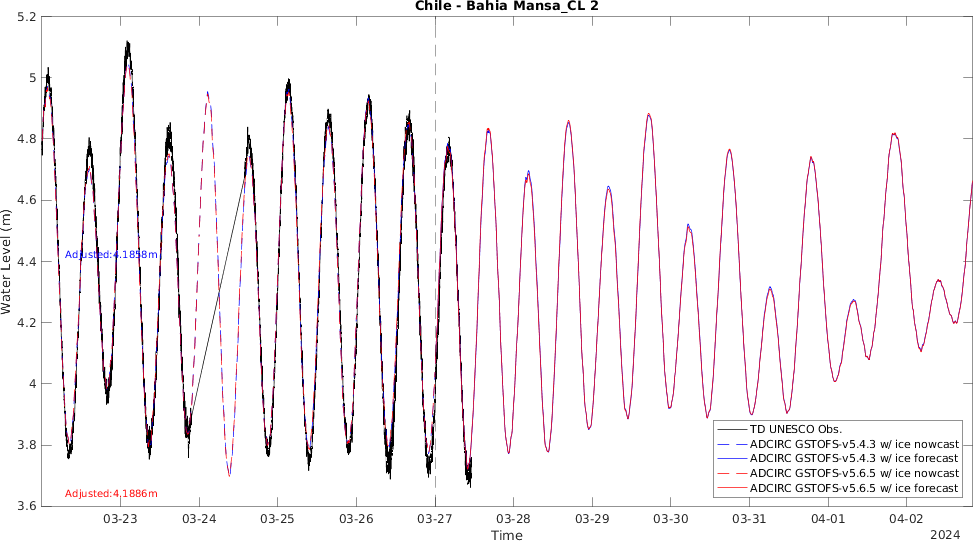 Chile - Bahia Mansa_CL 2
5.2
5
4.8
4.6
4.4
4.2
4
3.8
3.6
Water Level (m)
Adjusted:4.1858m
Adjusted:4.1886m
TD UNESCO Obs.
ADCIRC GSTOFS-v5.4.3 w/ ice nowcast
ADCIRC GSTOFS-v5.4.3 w/ ice forecast
ADCIRC GSTOFS-v5.6.5 w/ ice nowcast
ADCIRC GSTOFS-v5.6.5 w/ ice forecast
03-23 03-24 03-25 03-26 03-27 03-28 03-29 03-30 03-31 04-01 04-02
Time
2024